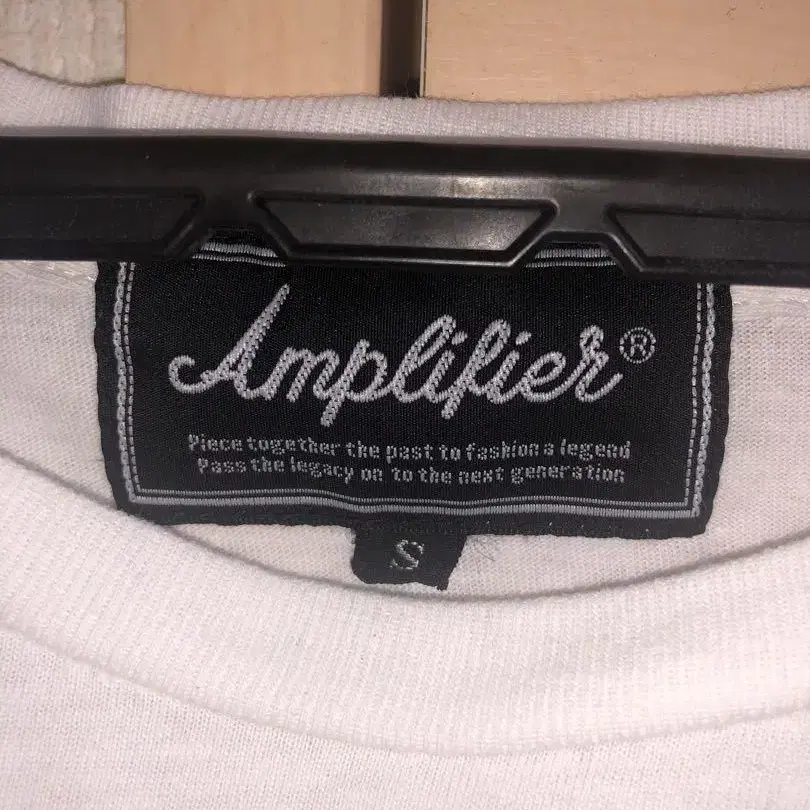 Amplifier®
Piece together the past to fashion a legend
Pass the legacy on to the next generation
S